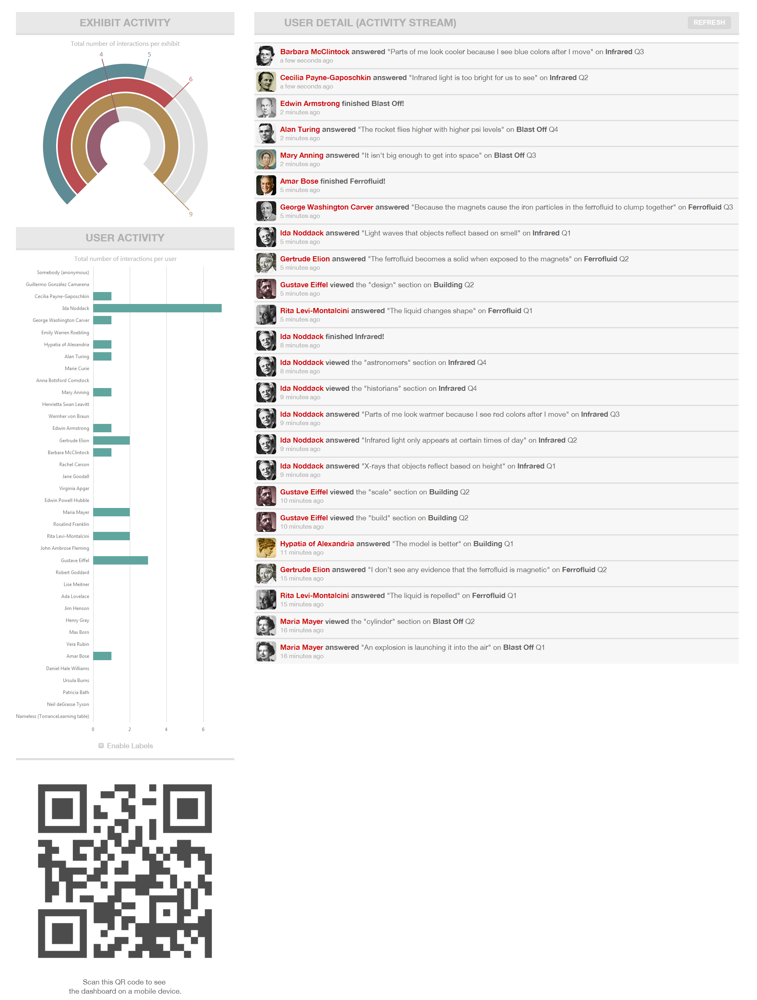 EXHIBIT ACTIVITY
Total number of interactions per exhibit
4
5
6
9
USER ACTIVITY
Total number of interactions per user
Somebody (anonymous)
Guillermo González Camarena
Cecilia Payne-Gaposchkin
Ida Noddack
George Washington Carver
Emily Warren Roebling
Hypatia of Alexandria
Alan Turing
Marie Curie
Anna Botsford Comstock
Mary Anning
Henrietta Swan Leavitt
Wernher von Braun
Edwin Armstrong
Gertrude Elion
Barbara McClintock
Rachel Carson
Jane Goodall
Virginia Apgar
Edwin Powell Hubble
Maria Mayer
Rosalind Franklin
Rita Levi-Montalcini
John Ambrose Fleming
Gustave Eiffel
Robert Goddard
Lise Meitner
Ada Lovelace
Jim Henson
Henry Gray
Max Born
Vera Rubin
Amar Bose
Daniel Hale Williams
Ursula Burns
Patricia Bath
Neil deGrasse Tyson
Nameless (TorranceLearning table)
0 2 4 6
Enable Labels
Scan this QR code to see
the dashboard on a mobile device.
USER DETAIL (ACTIVITY STREAM)
REFRESH
Barbara McClintock answered "Parts of me look cooler because I see blue colors after I move" on Infrared Q3
a few seconds ago
Cecilia Payne-Gaposchkin answered "Infrared light is too bright for us to see" on Infrared Q2
a few seconds ago
Edwin Armstrong finished Blast Off!
2 minutes ago
Alan Turing answered "The rocket flies higher with higher psi levels" on Blast Off Q4
2 minutes ago
Mary Anning answered "It isn't big enough to get into space" on Blast Off Q3
2 minutes ago
Amar Bose finished Ferrofluid!
5 minutes ago
George Washington Carver answered "Because the magnets cause the iron particles in the ferrofluid to clump together" on Ferrofluid Q3
5 minutes ago
Ida Noddack answered "Light waves that objects reflect based on smell" on Infrared Q1
5 minutes ago
Gertrude Elion answered "The ferrofluid becomes a solid when exposed to the magnets" on Ferrofluid Q2
5 minutes ago
Gustave Eiffel viewed the "design" section on Building Q2
5 minutes ago
Rita Levi-Montalcini answered "The liquid changes shape" on Ferrofluid Q1
5 minutes ago
Ida Noddack finished Infrared!
8 minutes ago
Ida Noddack viewed the "astronomers" section on Infrared Q4
8 minutes ago
Ida Noddack viewed the "historians" section on Infrared Q4
9 minutes ago
Ida Noddack answered "Parts of me look warmer because I see red colors after I move" on Infrared Q3
9 minutes ago
Ida Noddack answered "Infrared light only appears at certain times of day" on Infrared Q2
9 minutes ago
Ida Noddack answered "X-rays that objects reflect based on height" on Infrared Q1
9 minutes ago
Gustave Eiffel viewed the "scale" section on Building Q2
10 minutes ago
Gustave Eiffel viewed the "build" section on Building Q2
10 minutes ago
Hypatia of Alexandria answered "The model is better" on Building Q1
11 minutes ago
Gertrude Elion answered "I don’t see any evidence that the ferrofluid is magnetic" on Ferrofluid Q2
15 minutes ago
Rita Levi-Montalcini answered "The liquid is repelled" on Ferrofluid Q1
15 minutes ago
Maria Mayer viewed the "cylinder" section on Blast Off Q2
16 minutes ago
Maria Mayer answered "An explosion is launching it into the air" on Blast Off Q1
16 minutes ago